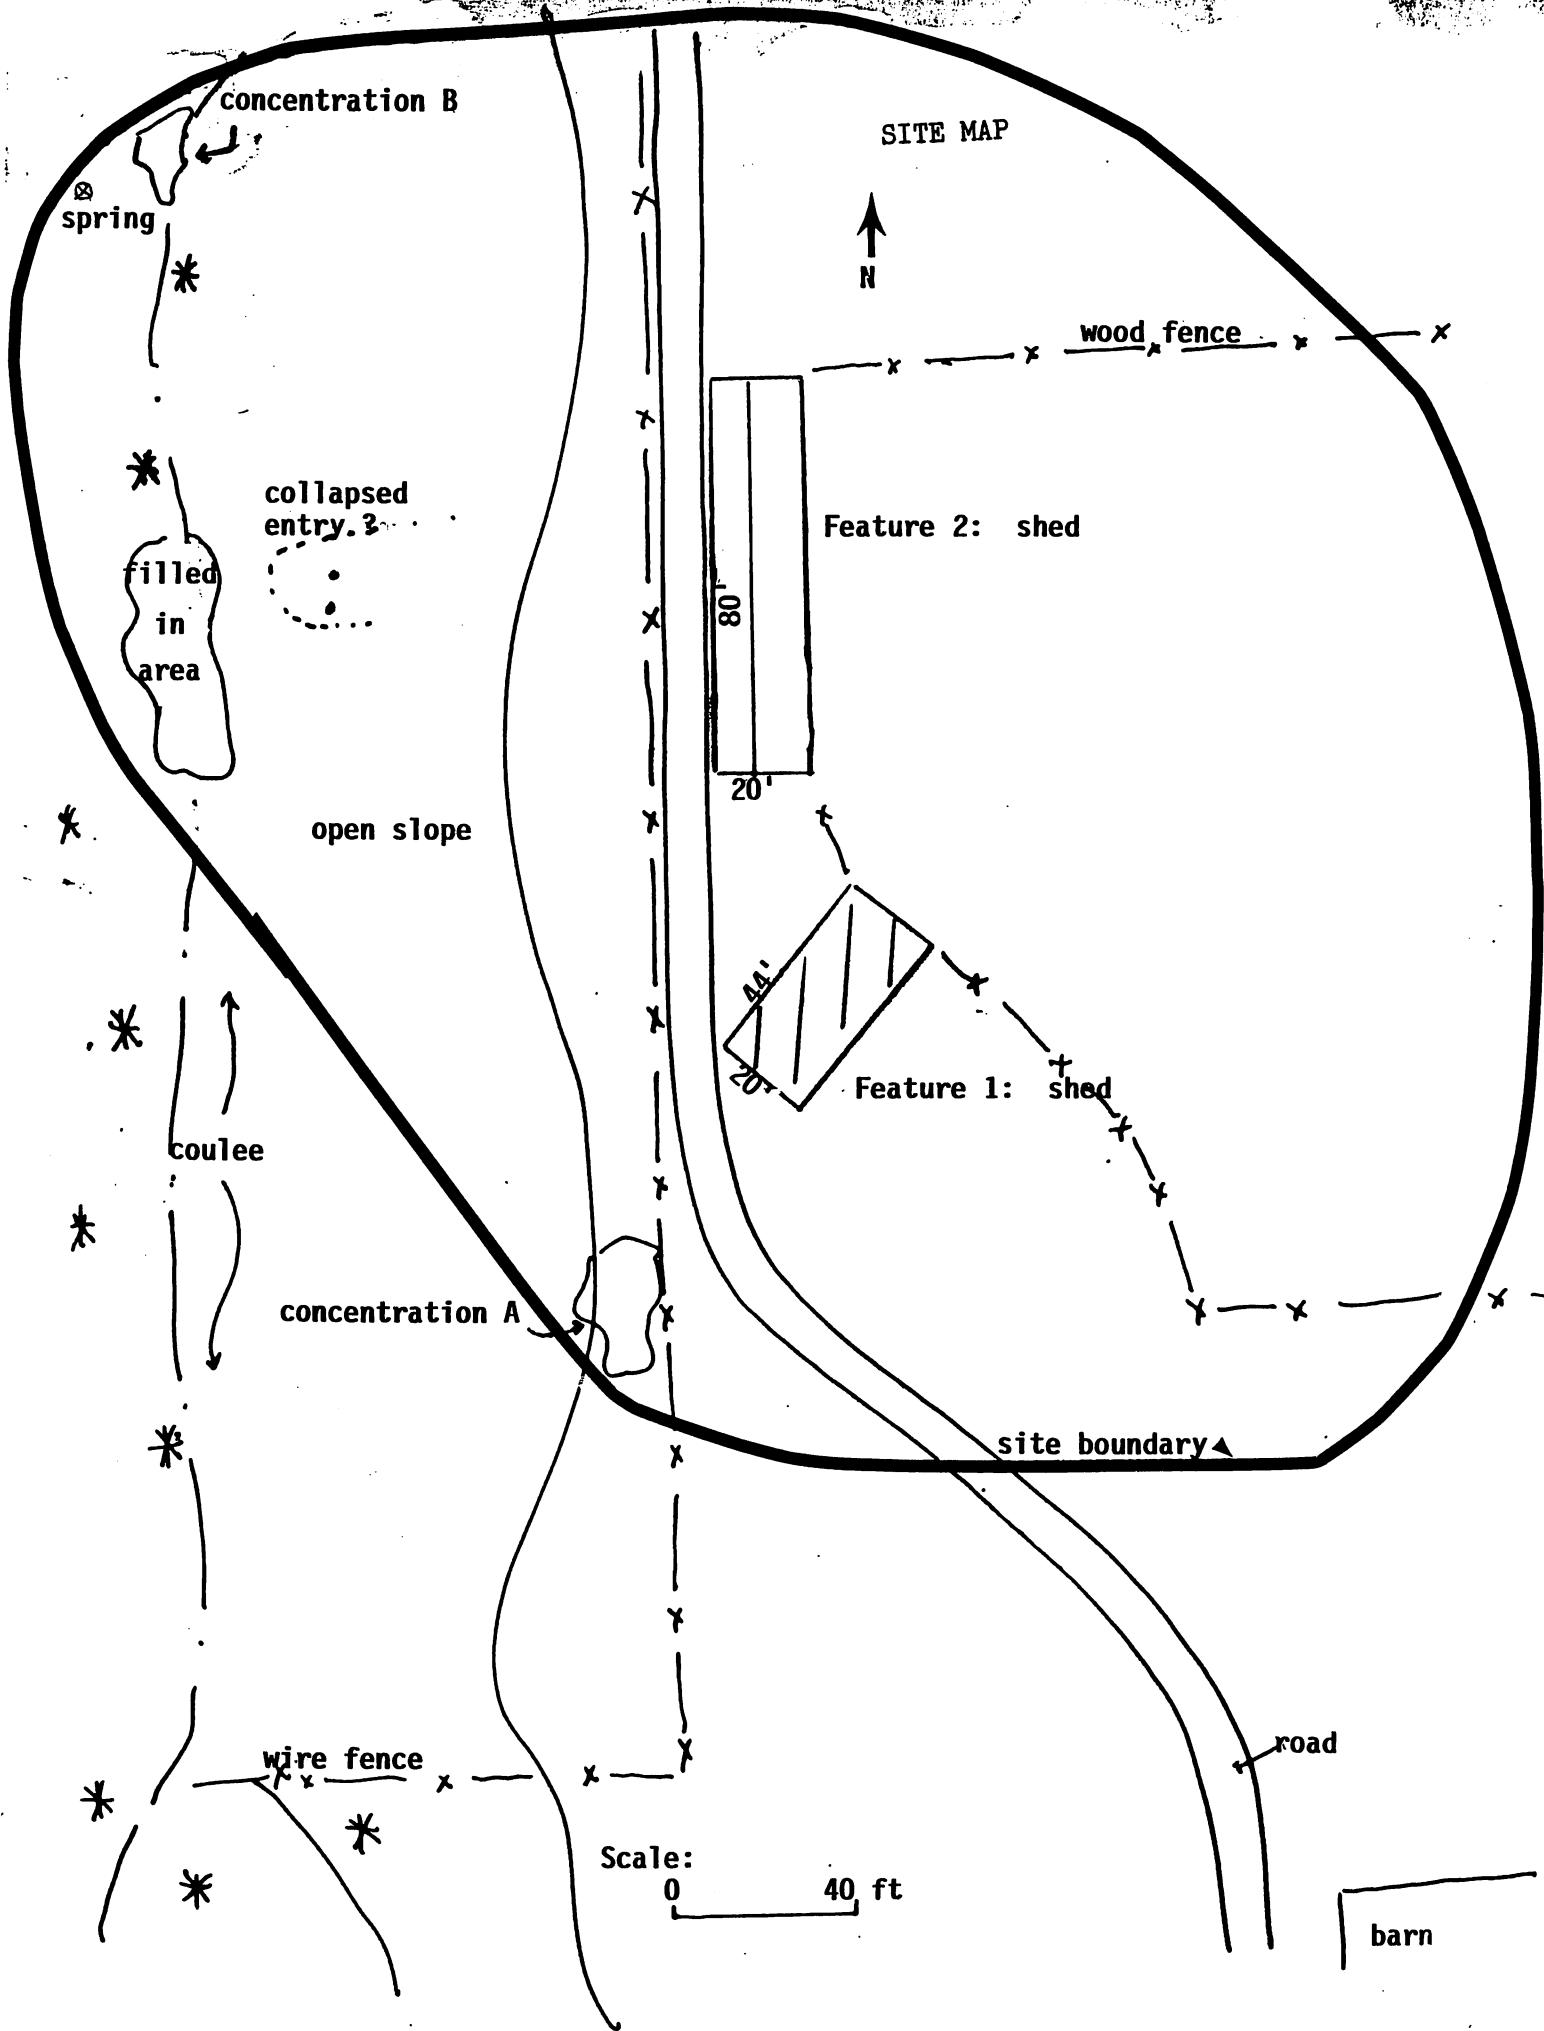 concentration B
SITE MAP
spring
N
wood fence
collapsed
entry.?
Feature 2: shed
filled
in
area
80'
20'
open slope
44'
20'
Feature 1: shed
coulee
concentration A
site boundary
wire fence
road
Scale:
0 40 ft
barn